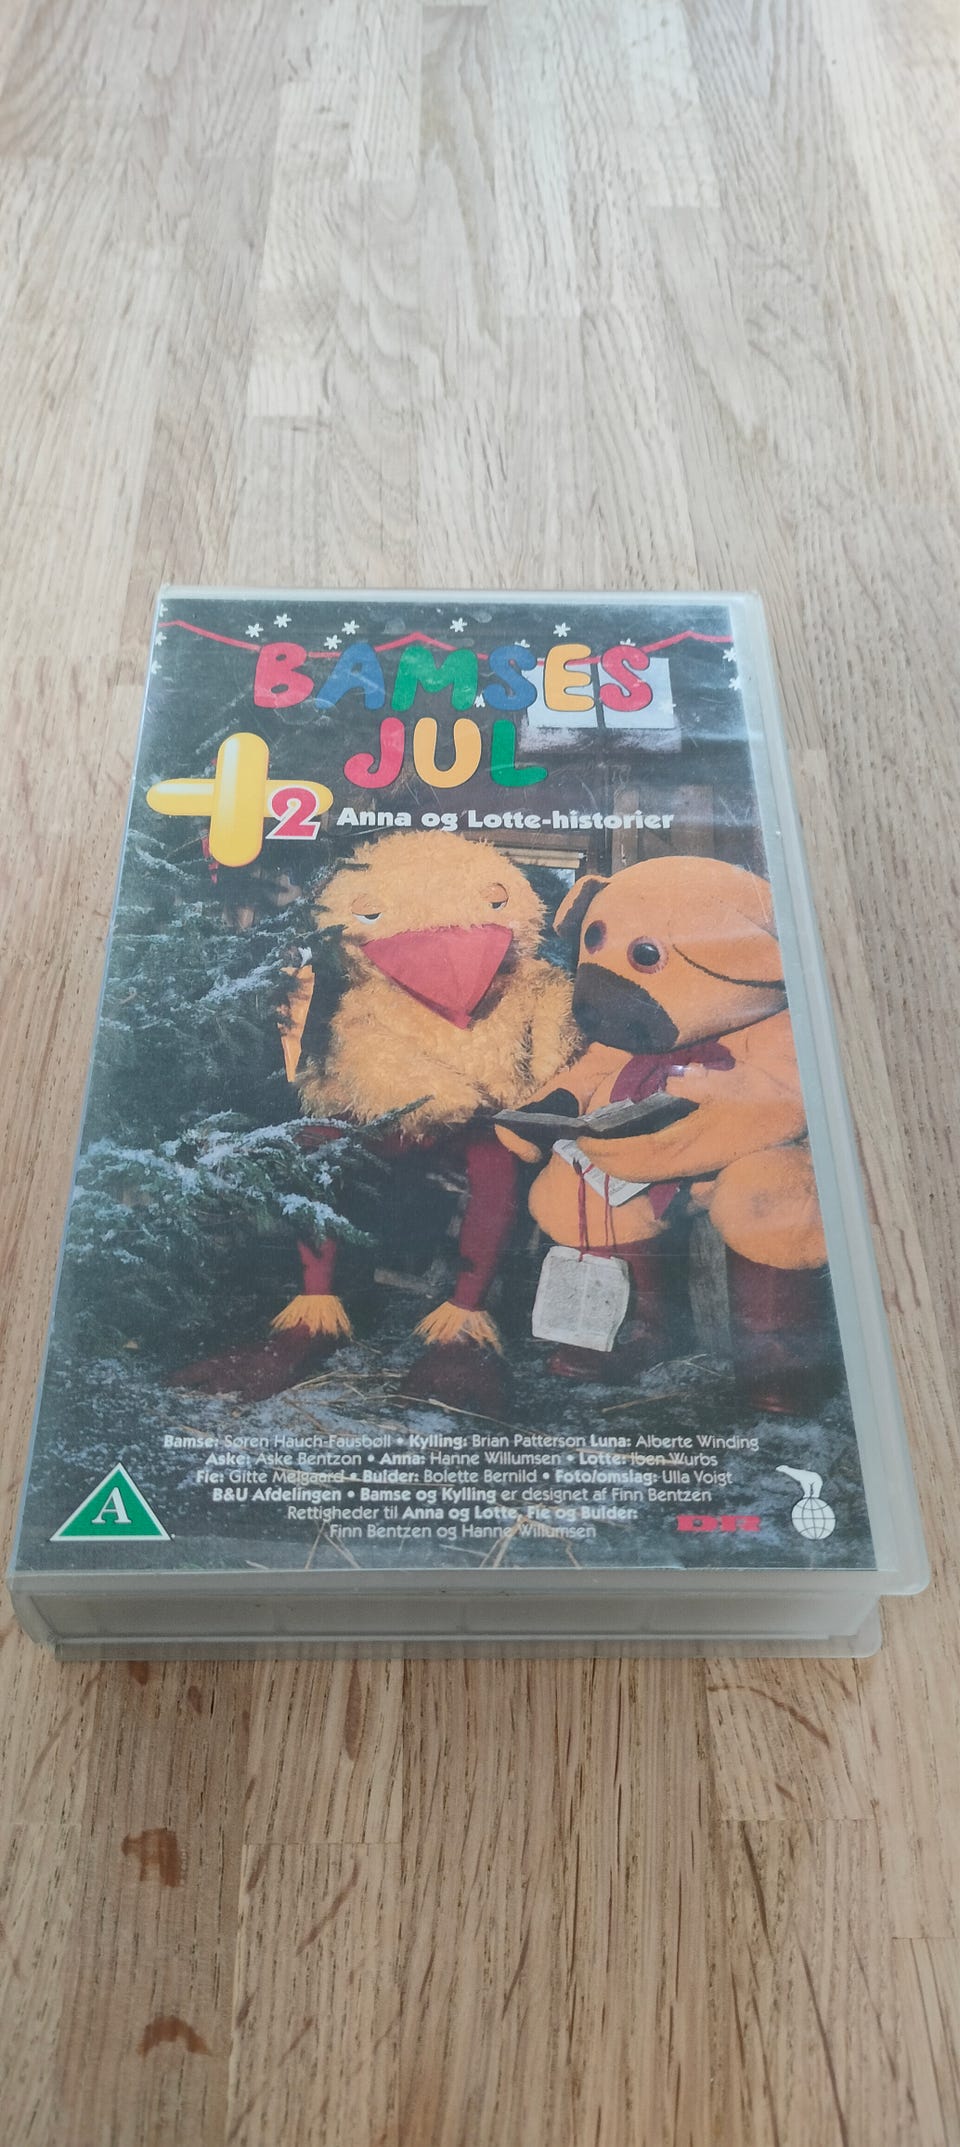 BAMSES
JUL
+2 Anna og Lotte-historier
Bamse: Søren Hauch-Fausbøll • Kylling: Brian Patterson Luna: Alberte Winding
Aske: Aske Bentzon • Anna: Hanne Willumsen • Lotte: Iben Wurbs
Fie: Gitte Melgaard • Bulder: Bolette Bernild • Foto/omslag: Ulla Voigt
B&U Afdelingen • Bamse og Kylling er designet af Finn Bentzen
Rettigheder til Anna og Lotte, Fie og Bulder:
Finn Bentzen og Hanne Willumsen
A
DR